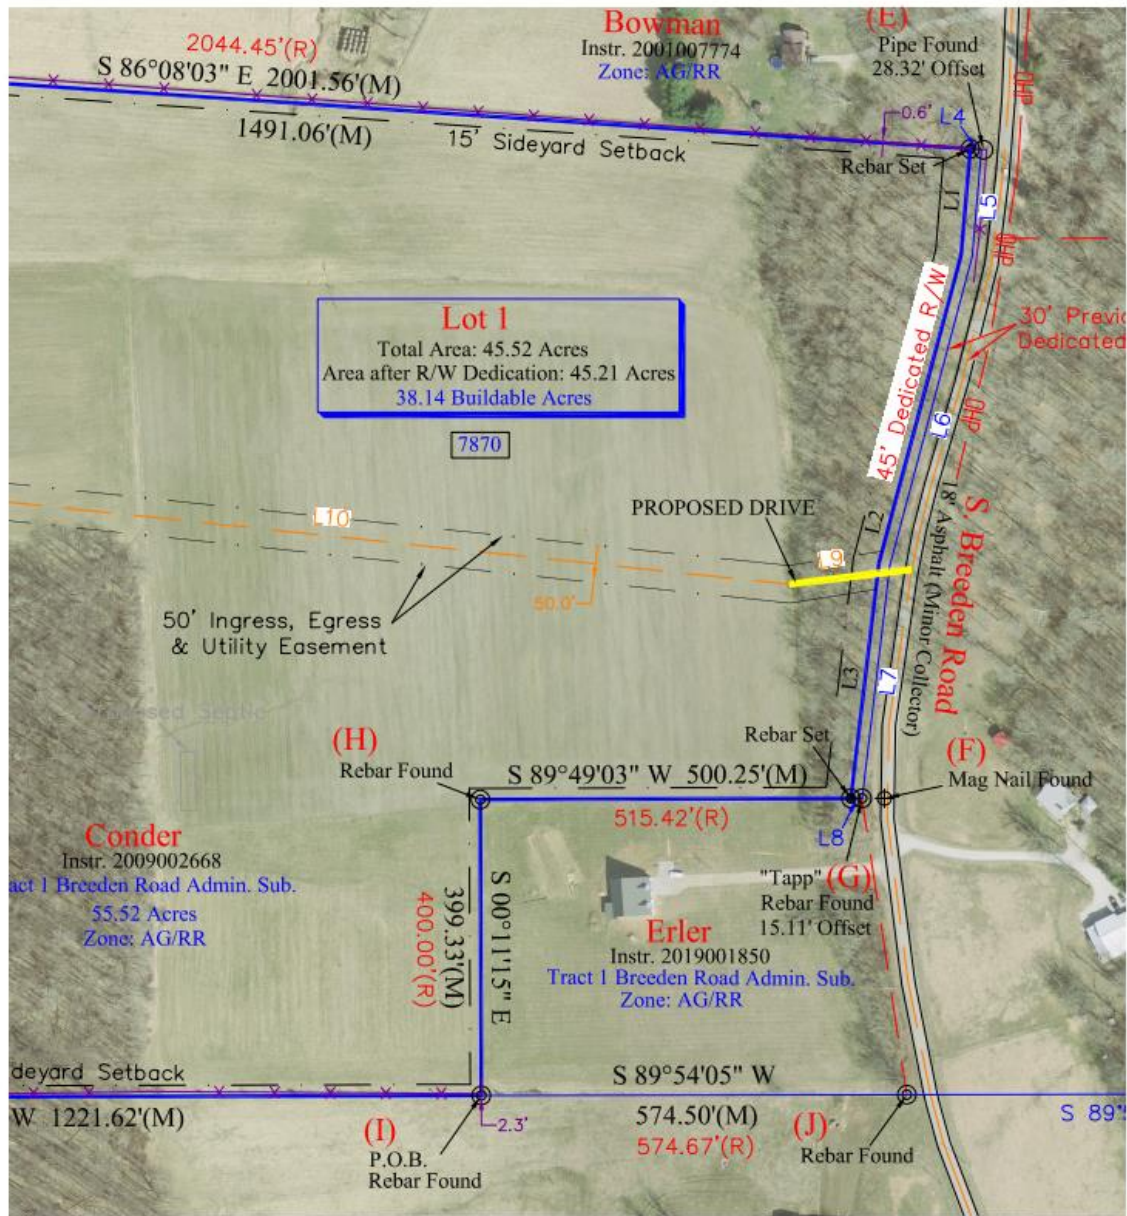 Bowman
Instr. 2001007774
Zone: AG/RR
(E)
Pipe Found
28.32' Offset
OHP
2044.45'(R)
S 86°08'03" E 2001.56'(M)
1491.06'(M)
15' Sideyard Setback
0.6'
L4
Rebar Set
L1
L5
OHP
Lot 1
Total Area: 45.52 Acres
Area after R/W Dedication: 45.21 Acres
38.14 Buildable Acres
7870
45' Dedicated R/W
30' Previo
Dedicated
OHP
L6
18' Asphalt (Minor Collector)
S. Breeden Road
PROPOSED DRIVE
L2
L9
L10
50.0'
50' Ingress, Egress
& Utility Easement
L3
L7
(H)
Rebar Found
Rebar Set
S 89°49'03" W 500.25'(M)
515.42'(R)
(F)
Mag Nail Found
L8
Conder
Instr. 2009002668
act 1 Breeden Road Admin. Sub.
55.52 Acres
Zone: AG/RR
S 00°11'15" E
399.33'(M)
400.00'(R)
"Tapp" (G)
Rebar Found
15.11' Offset
Erler
Instr. 2019001850
Tract 1 Breeden Road Admin. Sub.
Zone: AG/RR
deyard Setback
W 1221.62'(M)
S 89°54'05" W
574.50'(M)
574.67'(R)
S 89°
(I)
P.O.B.
Rebar Found
2.3'
(J)
Rebar Found